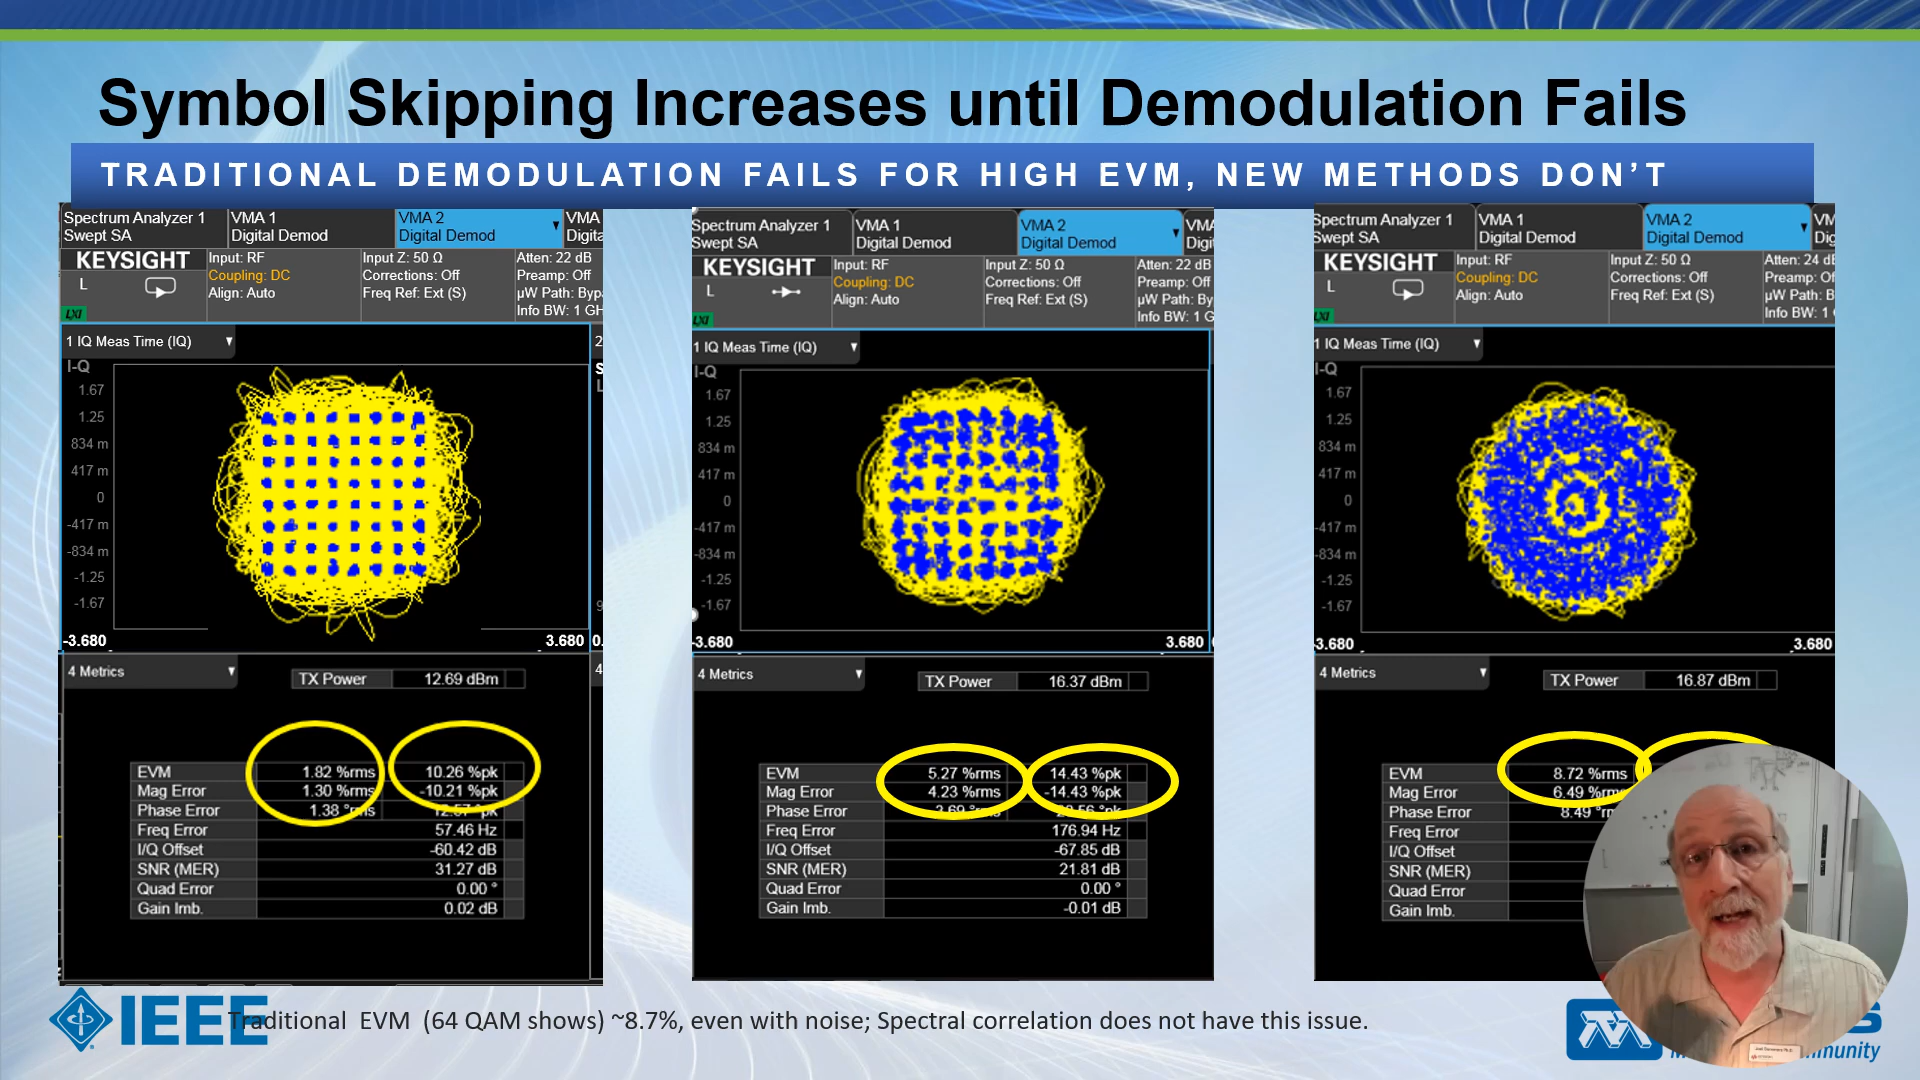 Symbol Skipping Increases until Demodulation Fails
TRADITIONAL DEMODULATION FAILS FOR HIGH EVM, NEW METHODS DON'T
Spectrum Analyzer 1
Swept SA
VMA 1
Digital Demod
VMA 2
Digital Demod
VMA
Digita
KEYSIGHT
L
LXI
Input: RF
Coupling: DC
Align: Auto
Input Z: 50 Ω
Corrections: Off
Freq Ref: Ext (S)
Atten: 22 dB
Preamp: Off
µW Path: Byp
Info BW: 1 GH
1 IQ Meas Time (IQ)
2
I-Q
S
L
1.67
1.25
834 m
417 m
0
-417 m
-834 m
-1.25
-1.67
9
-3.680
3.680
0.
4 Metrics
4
TX Power 12.69 dBm
EVM 1.82 %rms 10.26 %pk
Mag Error 1.30 %rms -10.21 %pk
Phase Error 1.38 °rms 12.57 °pk
Freq Error 57.46 Hz
I/Q Offset -60.42 dB
SNR (MER) 31.27 dB
Quad Error 0.00 °
Gain Imb. 0.02 dB
Spectrum Analyzer 1
Swept SA
VMA 1
Digital Demod
VMA 2
Digital Demod
VMA
Digi
KEYSIGHT
L
LXI
Input: RF
Coupling: DC
Align: Auto
Input Z: 50 Ω
Corrections: Off
Freq Ref: Ext (S)
Atten: 22 dB
Preamp: Off
µW Path: By
Info BW: 1 G
1 IQ Meas Time (IQ)
I-Q
1.67
1.25
834 m
417 m
0
-417 m
-834 m
-1.25
-1.67
-3.680
3.680
4 Metrics
TX Power 16.37 dBm
EVM 5.27 %rms 14.43 %pk
Mag Error 4.23 %rms -14.43 %pk
Phase Error
Freq Error 176.94 Hz
I/Q Offset -67.85 dB
SNR (MER) 21.81 dB
Quad Error 0.00 °
Gain Imb. -0.01 dB
Spectrum Analyzer 1
Swept SA
VMA 1
Digital Demod
VMA 2
Digital Demod
VM
Dig
KEYSIGHT
L
LXI
Input: RF
Coupling: DC
Align: Auto
Input Z: 50 Ω
Corrections: Off
Freq Ref: Ext (S)
Atten: 24 dB
Preamp: Of
µW Path: B
Info BW: 1
1 IQ Meas Time (IQ)
I-Q
1.67
1.25
834 m
417 m
0
-417 m
-834 m
-1.25
-1.67
-3.680
3.680
4 Metrics
TX Power 16.87 dBm
EVM 8.72 %rms
Mag Error 6.49 %rms
Phase Error 8.49 °r
Freq Error
I/Q Offset
SNR (MER)
Quad Error
Gain Imb.
IEEE
Traditional EVM (64 QAM shows) ~8.7%, even with noise; Spectral correlation does not have this issue.
S
munity